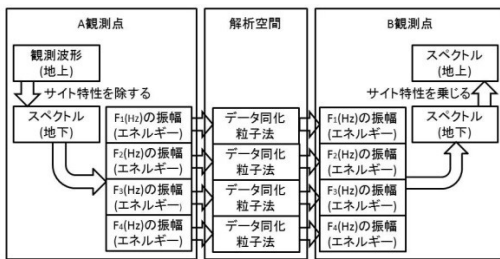 A観測点
観測波形
(地上)
サイト特性を除する
スペクトル
(地下)
F₁(Hz)の振幅
(エネルギー)
F₂(Hz)の振幅
(エネルギー)
F₃(Hz)の振幅
(エネルギー)
F₄(Hz)の振幅
(エネルギー)
解析空間
データ同化
粒子法
データ同化
粒子法
データ同化
粒子法
データ同化
粒子法
B観測点
F₁(Hz)の振幅
(エネルギー)
F₂(Hz)の振幅
(エネルギー)
F₃(Hz)の振幅
(エネルギー)
F₄(Hz)の振幅
(エネルギー)
スペクトル
(地上)
サイト特性を乗じる
スペクトル
(地下)